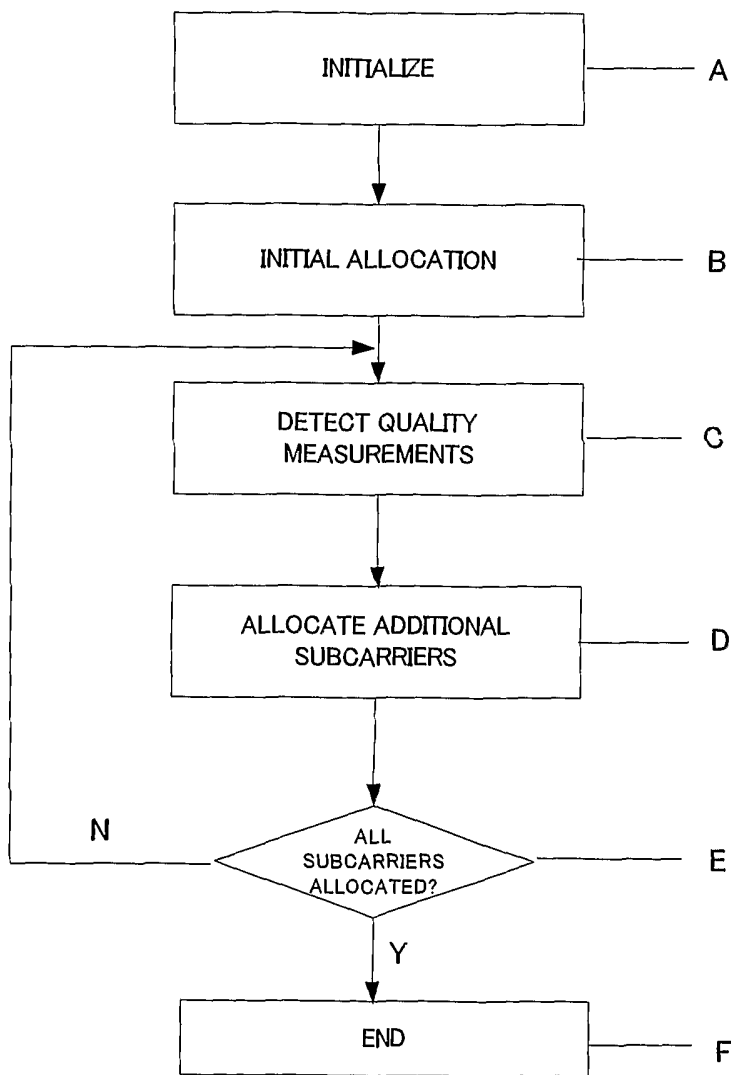 INITIALIZE
A
INITIAL ALLOCATION
B
DETECT QUALITY
MEASUREMENTS
C
ALLOCATE ADDITIONAL
SUBCARRIERS
D
N
ALL
SUBCARRIERS
ALLOCATED?
E
Y
END
F